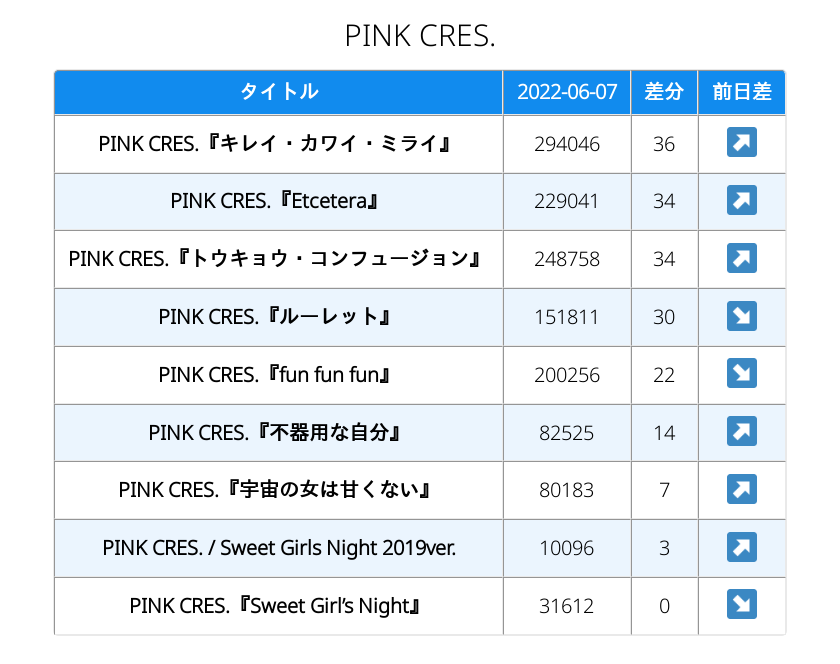 PINK CRES.
タイトル 2022-06-07 差分 前日差
PINK CRES.『キレイ・カワイ・ミライ』 294046 36 ↗
PINK CRES.『Etcetera』 229041 34 ↗
PINK CRES.『トウキョウ・コンフュージョン』 248758 34 ↗
PINK CRES.『ルーレット』 151811 30 ↘
PINK CRES.『fun fun fun』 200256 22 ↘
PINK CRES.『不器用な自分』 82525 14 ↗
PINK CRES.『宇宙の女は甘くない』 80183 7 ↗
PINK CRES. / Sweet Girls Night 2019ver. 10096 3 ↗
PINK CRES.『Sweet Girl’s Night』 31612 0 ↘